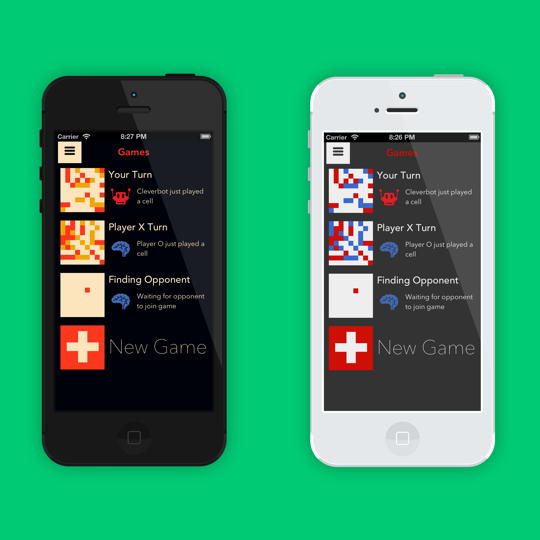 Carrier 8:27 PM
Games
Your Turn
Cleverbot just played
a cell
Player X Turn
Player O just played a
cell
Finding Opponent
Waiting for opponent
to join game
New Game
Carrier 8:26 PM
Games
Your Turn
Cleverbot just played
a cell
Player X Turn
Player O just played a
cell
Finding Opponent
Waiting for opponent
to join game
New Game